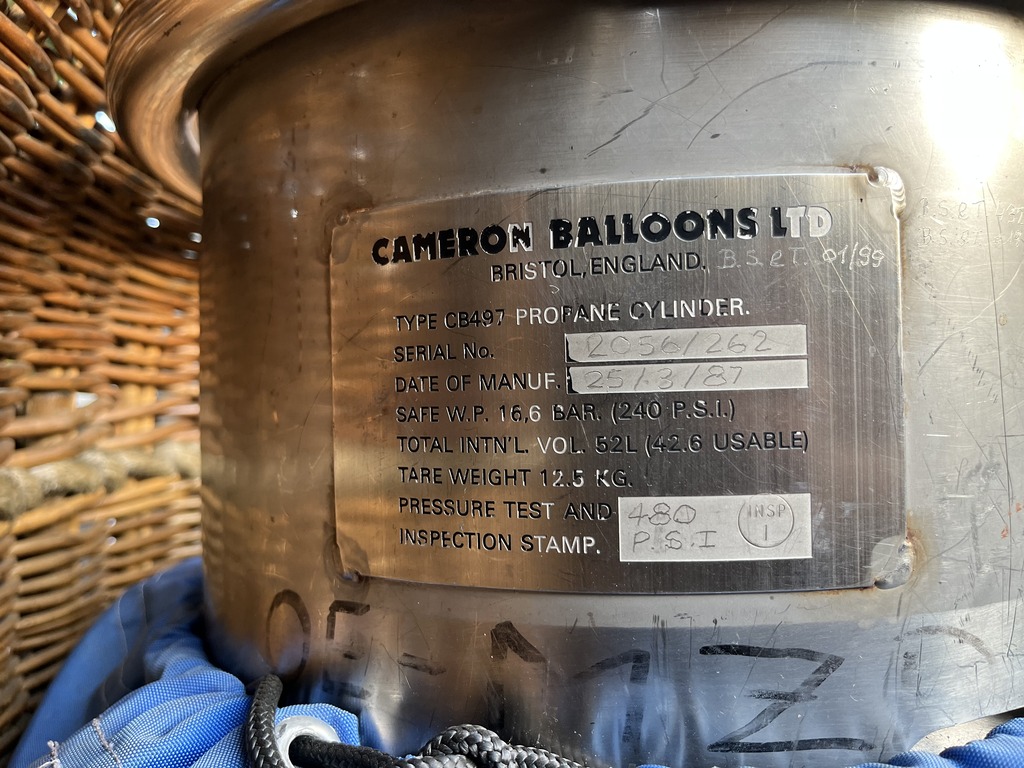 CAMERON BALLOONS LTD
BRISTOL, ENGLAND. B.S.&T. 01/99
TYPE CB497 PROPANE CYLINDER.
SERIAL No. 2056/262
DATE OF MANUF. 25/3/87
SAFE W.P. 16,6 BAR. (240 P.S.I.)
TOTAL INTN'L. VOL. 52L (42.6 USABLE)
TARE WEIGHT 12.5 KG.
PRESSURE TEST AND 480 INSP
INSPECTION STAMP. P.S.I 1